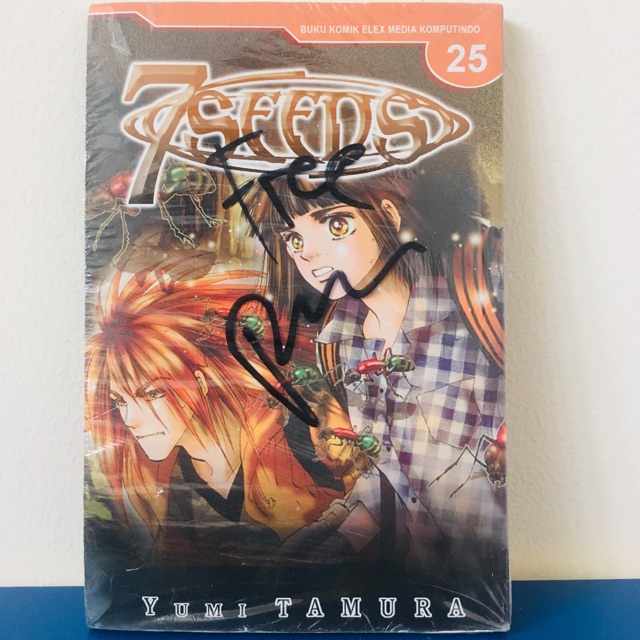 BUKU KOMIK ELEX MEDIA KOMPUTINDO
25
7SEEDS
Free
YUMI TAMURA